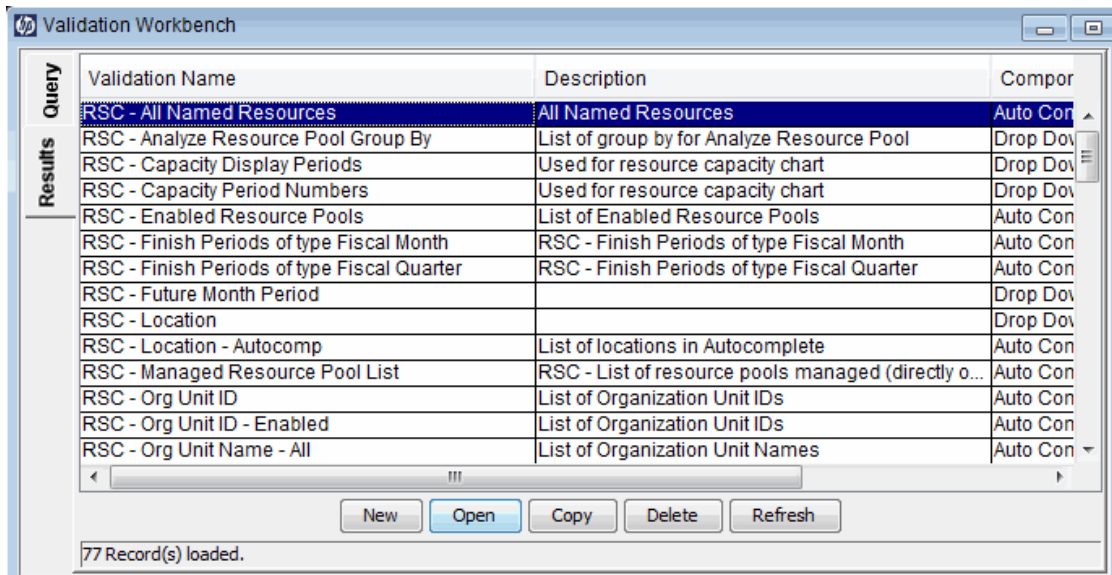 hp Validation Workbench
Query
Results
Validation Name Description Compor
RSC - All Named Resources All Named Resources Auto Con
RSC - Analyze Resource Pool Group By List of group by for Analyze Resource Pool Drop Dov
RSC - Capacity Display Periods Used for resource capacity chart Drop Dov
RSC - Capacity Period Numbers Used for resource capacity chart Drop Dov
RSC - Enabled Resource Pools List of Enabled Resource Pools Auto Con
RSC - Finish Periods of type Fiscal Month RSC - Finish Periods of type Fiscal Month Auto Con
RSC - Finish Periods of type Fiscal Quarter RSC - Finish Periods of type Fiscal Quarter Auto Con
RSC - Future Month Period Drop Dov
RSC - Location Drop Dov
RSC - Location - Autocomp List of locations in Autocomplete Auto Con
RSC - Managed Resource Pool List RSC - List of resource pools managed (directly o... Auto Con
RSC - Org Unit ID List of Organization Unit IDs Auto Con
RSC - Org Unit ID - Enabled List of Organization Unit IDs Auto Con
RSC - Org Unit Name - All List of Organization Unit Names Auto Con
New Open Copy Delete Refresh
77 Record(s) loaded.